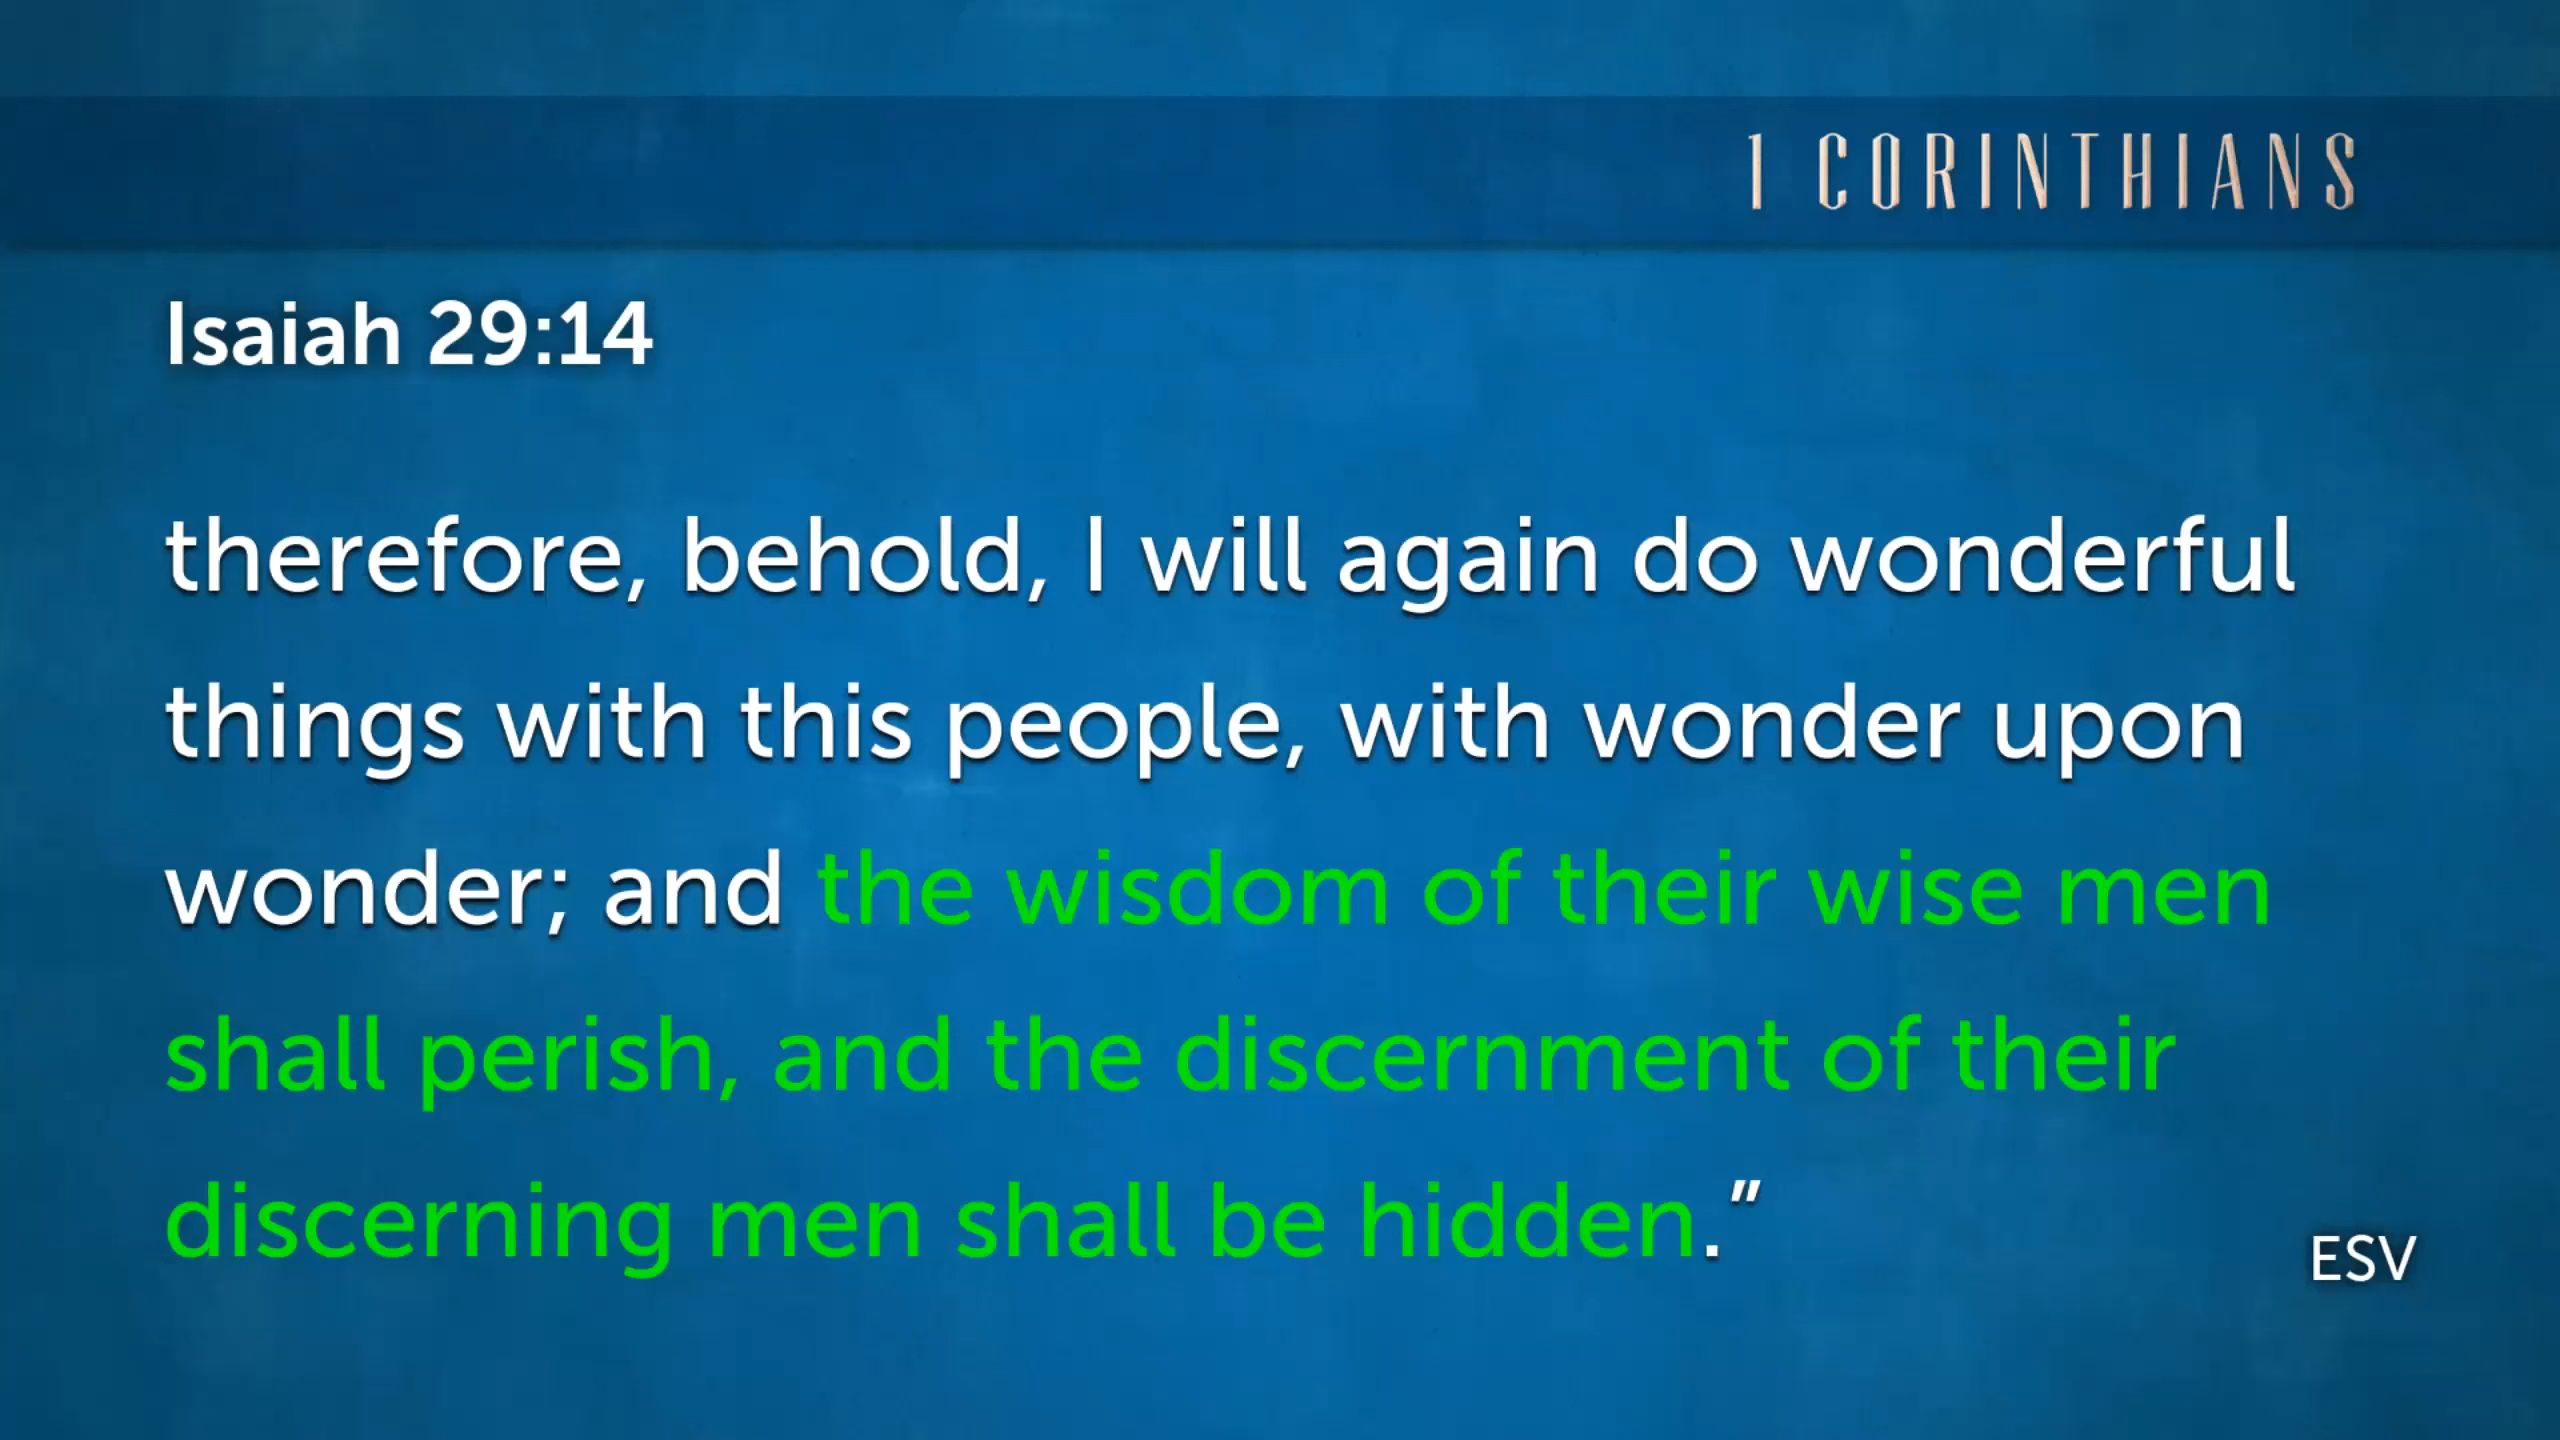 1 CORINTHIANS
Isaiah 29:14
therefore, behold, I will again do wonderful
things with this people, with wonder upon
wonder; and the wisdom of their wise men
shall perish, and the discernment of their
discerning men shall be hidden.”
ESV